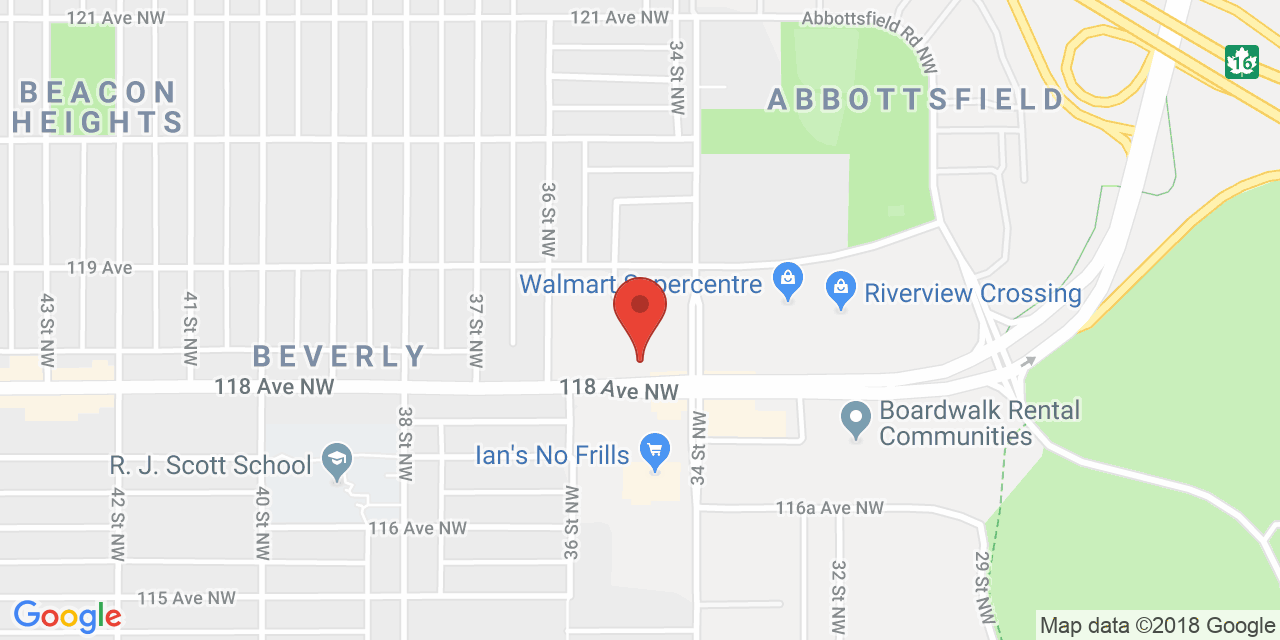 121 Ave NW
121 Ave NW
Abbottsfield Rd NW
34 St NW
16
BEACON
HEIGHTS
ABBOTTSFIELD
36 St NW
119 Ave
Walmart Supercentre
Riverview Crossing
43 St NW
41 St NW
37 St NW
BEVERLY
118 Ave NW
118 Ave NW
38 St NW
34 St NW
Boardwalk Rental
Communities
Ian's No Frills
R. J. Scott School
42 St NW
40 St NW
36 St NW
116 Ave NW
116a Ave NW
32 St NW
29 St NW
115 Ave NW
Google
Map data ©2018 Google